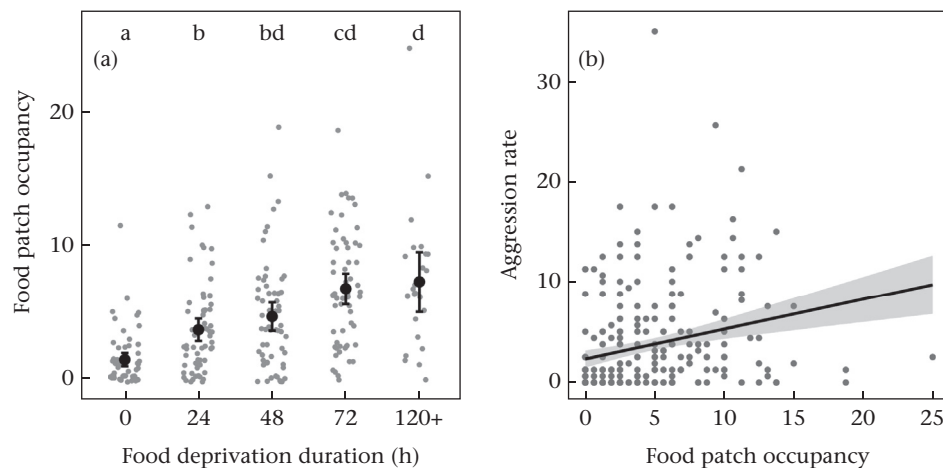 a b bd cd d
(a)
20
10
0
Food patch occupancy
0 24 48 72 120+
Food deprivation duration (h)
(b)
30
20
10
0
Aggression rate
0 5 10 15 20 25
Food patch occupancy